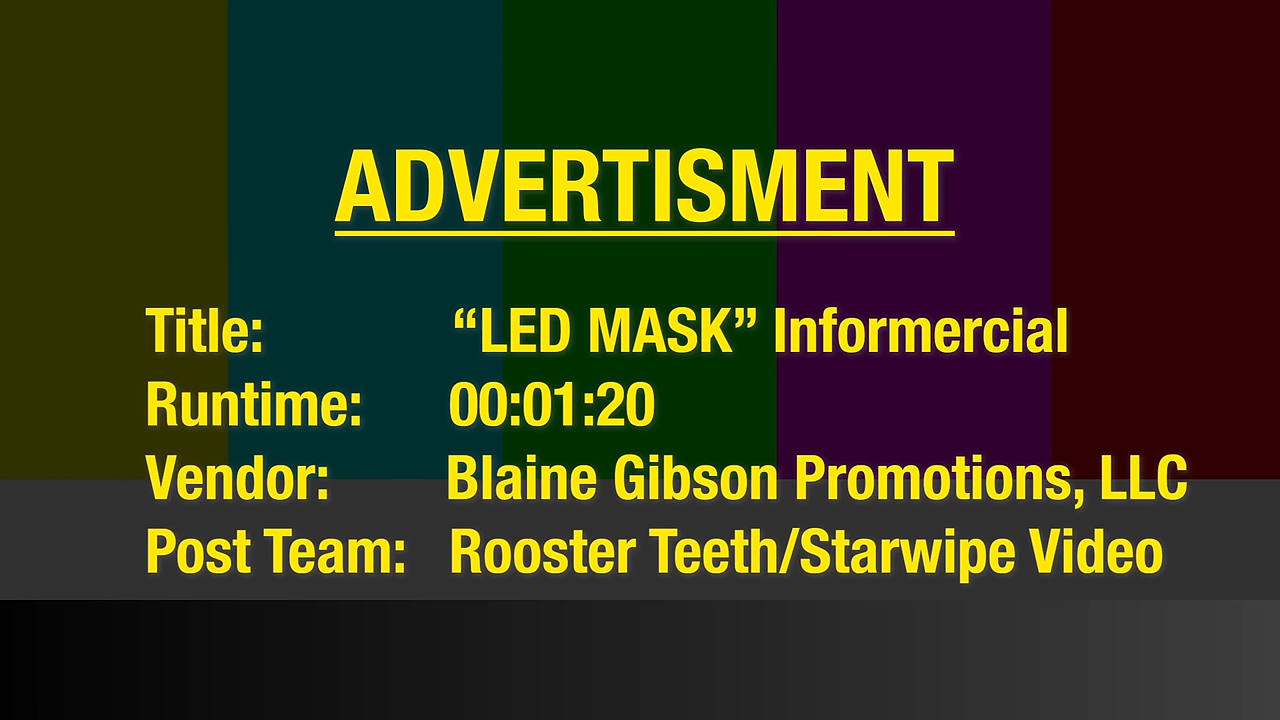 ADVERTISMENT
Title: “LED MASK” Informercial
Runtime: 00:01:20
Vendor: Blaine Gibson Promotions, LLC
Post Team: Rooster Teeth/Starwipe Video